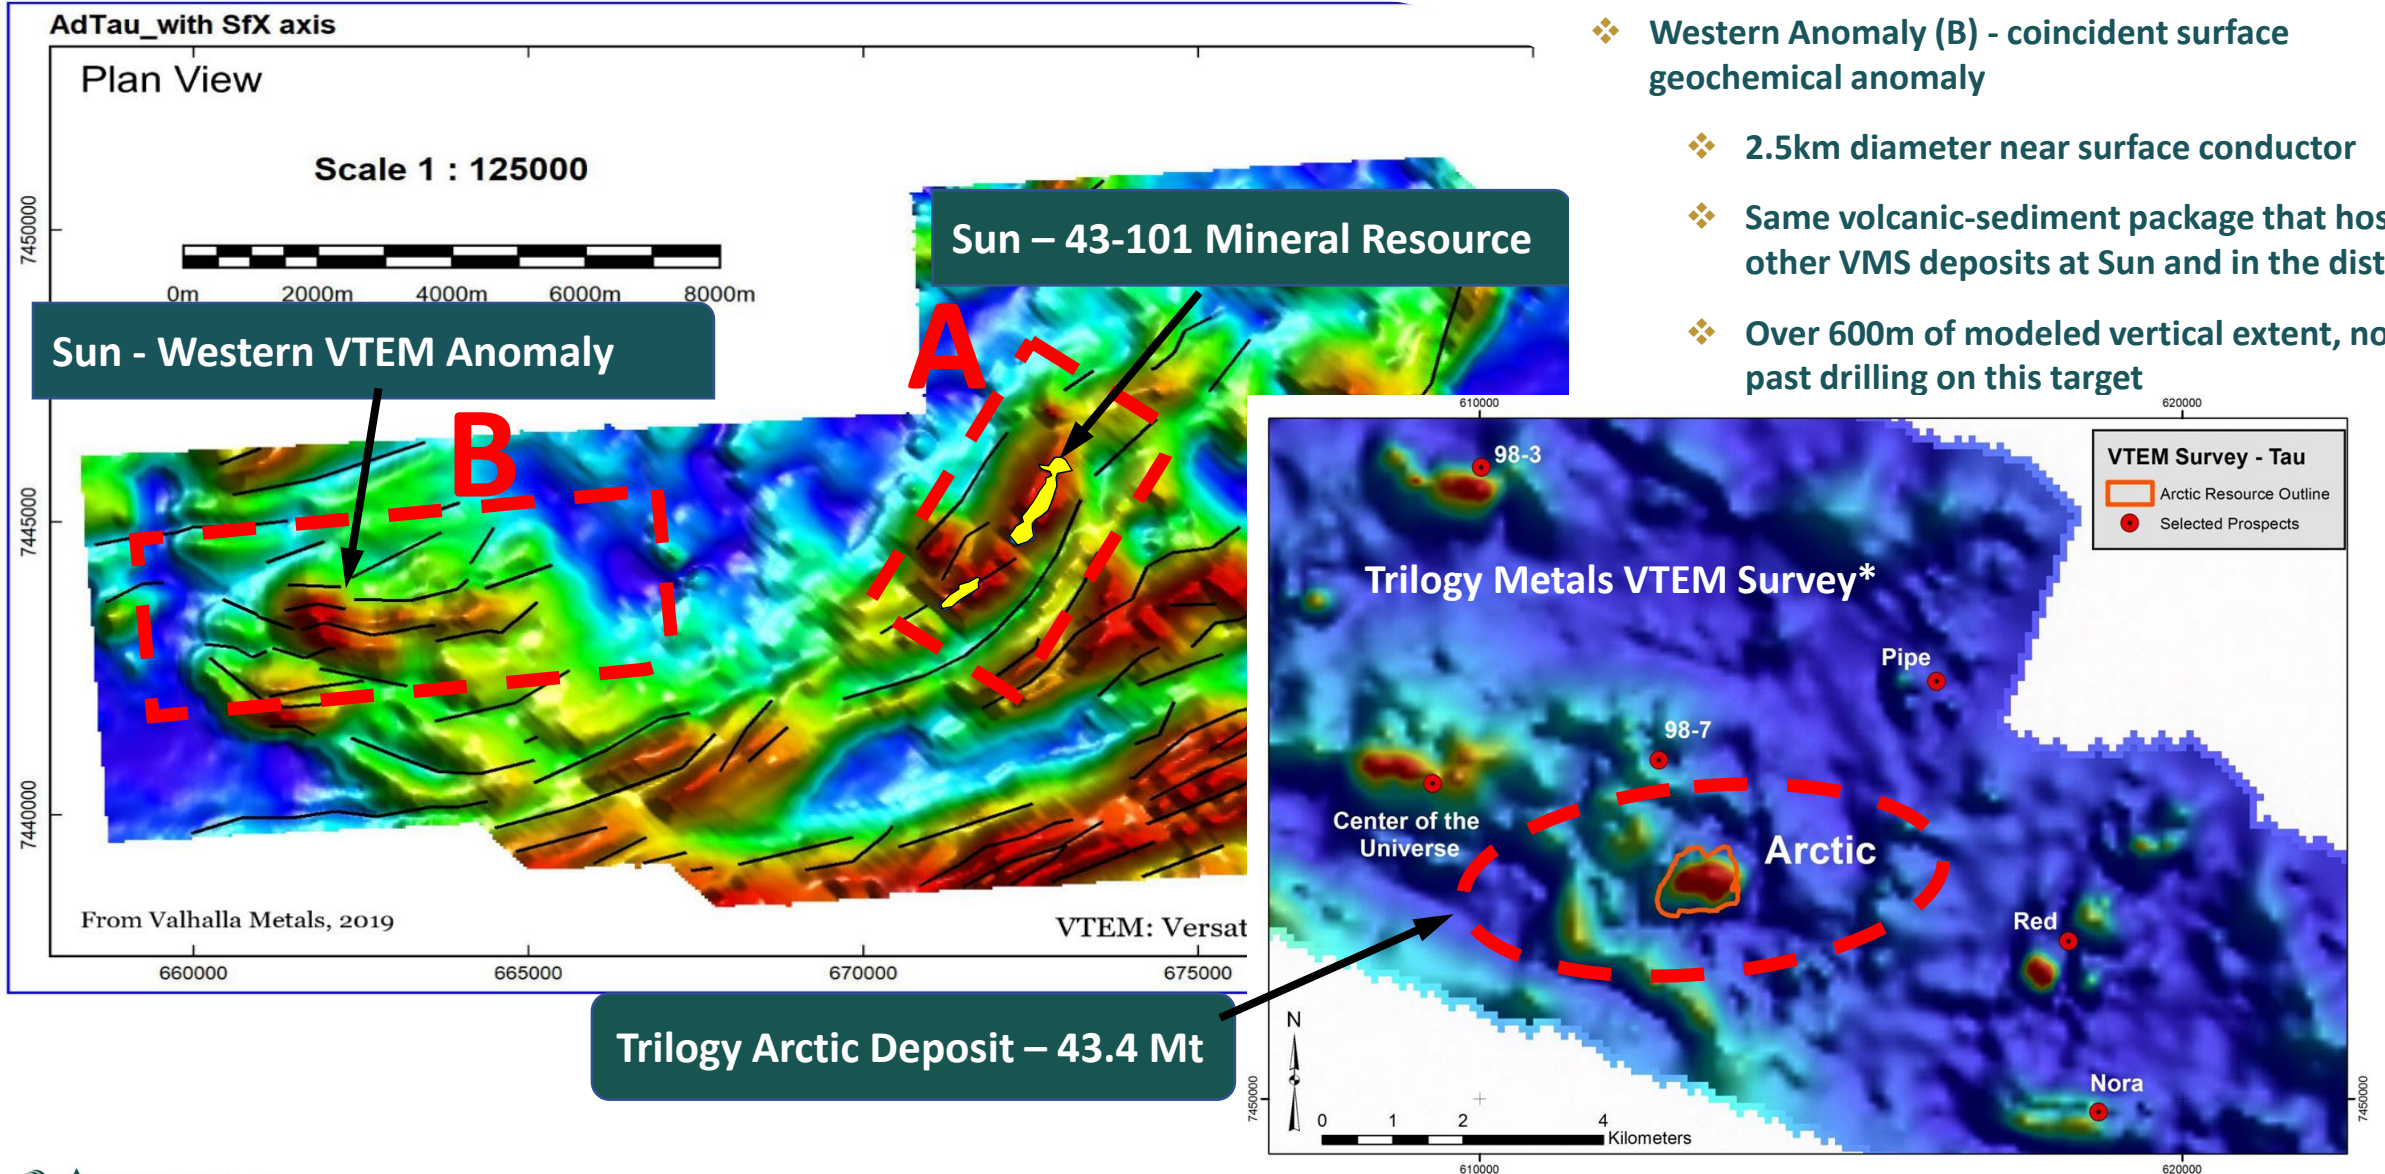 AdTau_with SfX axis
Plan View
Scale 1 : 125000
0m 2000m 4000m 6000m 8000m
7450000
7445000
7440000
Sun - Western VTEM Anomaly
Sun – 43-101 Mineral Resource
A
B
From Valhalla Metals, 2019
VTEM: Versat
660000 665000 670000 675000
Trilogy Arctic Deposit – 43.4 Mt
Western Anomaly (B) - coincident surface
geochemical anomaly
2.5km diameter near surface conductor
Same volcanic-sediment package that hos
other VMS deposits at Sun and in the dist
Over 600m of modeled vertical extent, no
past drilling on this target
610000 620000
VTEM Survey - Tau
Arctic Resource Outline
Selected Prospects
98-3
Trilogy Metals VTEM Survey*
Pipe
98-7
Center of the
Universe
Arctic
Red
Nora
N
0 1 2 4
Kilometers
7450000
7450000
610000 620000